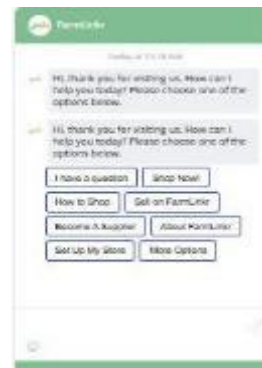 FarmLinkr
Hi, thank you for visiting us. How can I
help you today? Please choose one of the
options below.
Hi, thank you for visiting us. How can I
help you today? Please choose one of the
options below.
I have a question
Shop Now!
How to Shop
Sell on FarmLinkr
Become A Supplier
About FarmLinkr
Set Up My Store
More Options